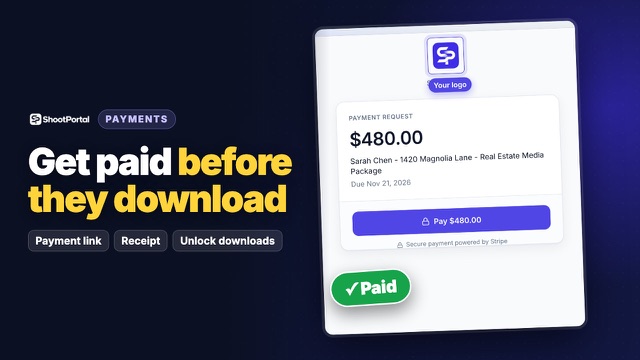 ShootPortal
PAYMENTS
Get paid before
they download
Payment link
Receipt
Unlock downloads
SP
Your logo
PAYMENT REQUEST
$480.00
Sarah Chen - 1420 Magnolia Lane - Real Estate Media
Package
Due Nov 21, 2026
Pay $480.00
Secure payment powered by Stripe
✓Paid